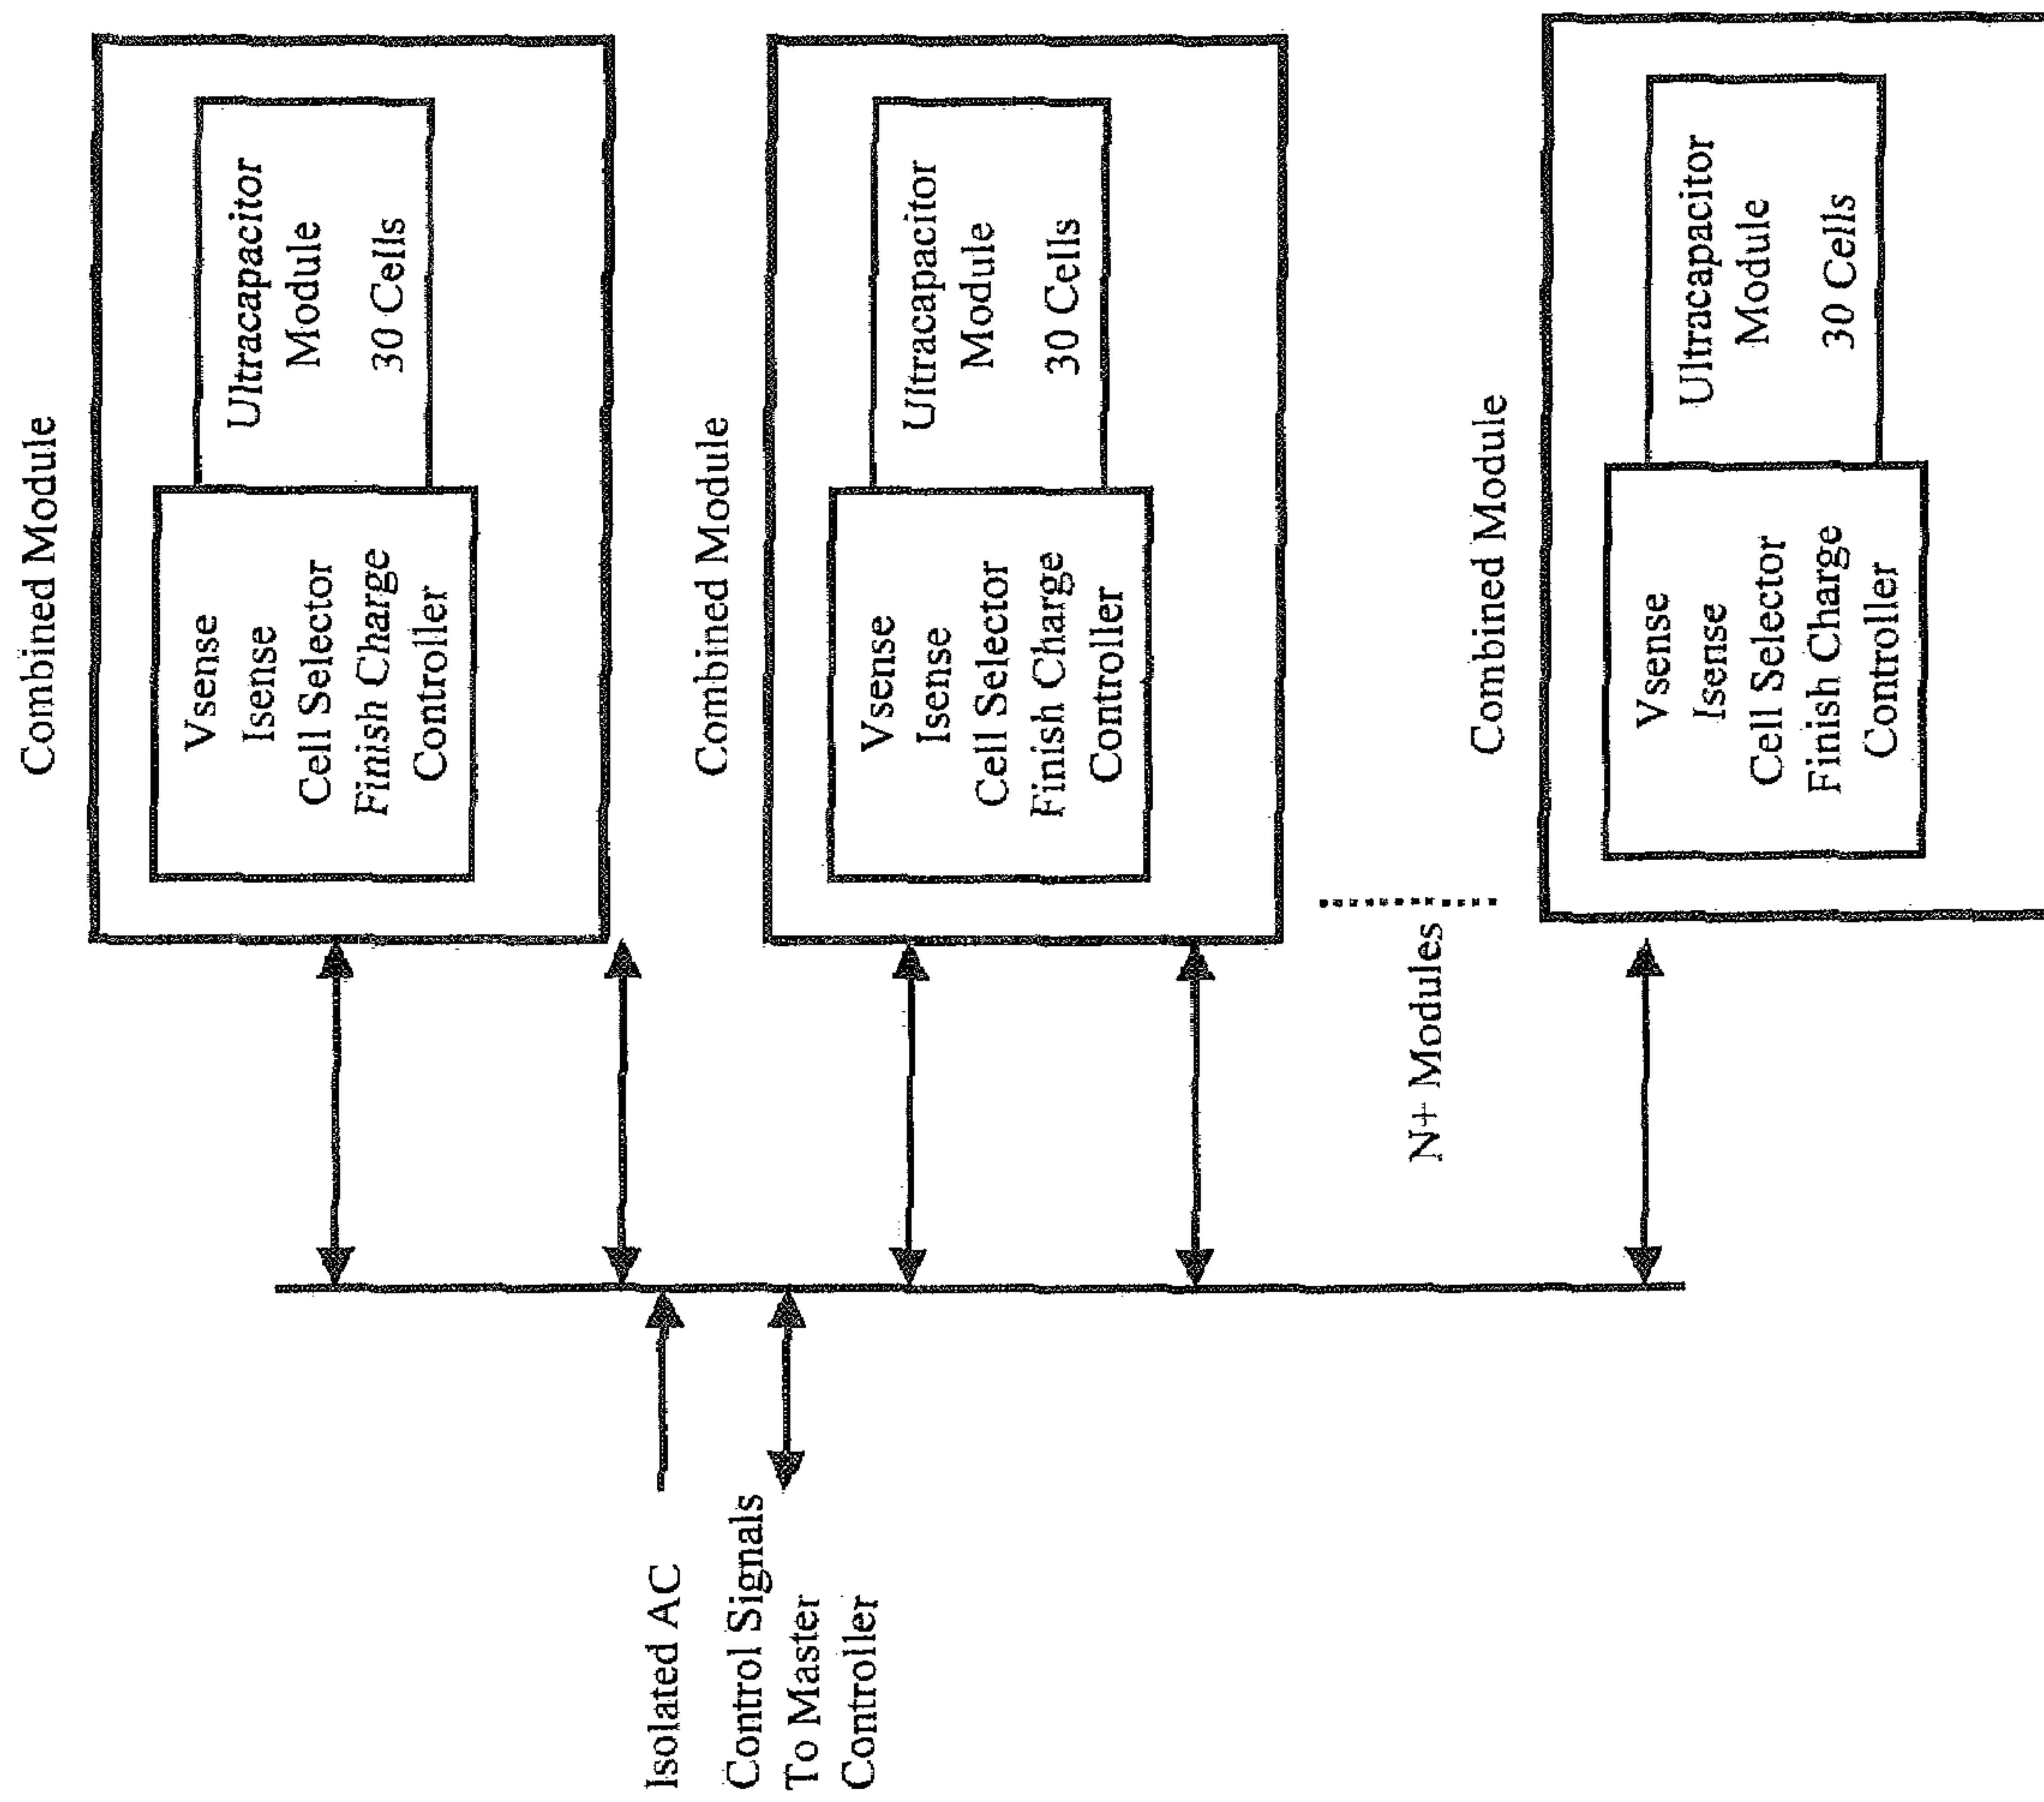 Combined Module
Vsense
Isense
Cell Selector
Finish Charge
Controller
Ultracapacitor
Module
30 Cells
Isolated AC
Control Signals
To Master
Controller
Combined Module
Vsense
Isense
Cell Selector
Finish Charge
Controller
Ultracapacitor
Module
30 Cells
N+ Modules
Combined Module
Vsense
Isense
Cell Selector
Finish Charge
Controller
Ultracapacitor
Module
30 Cells